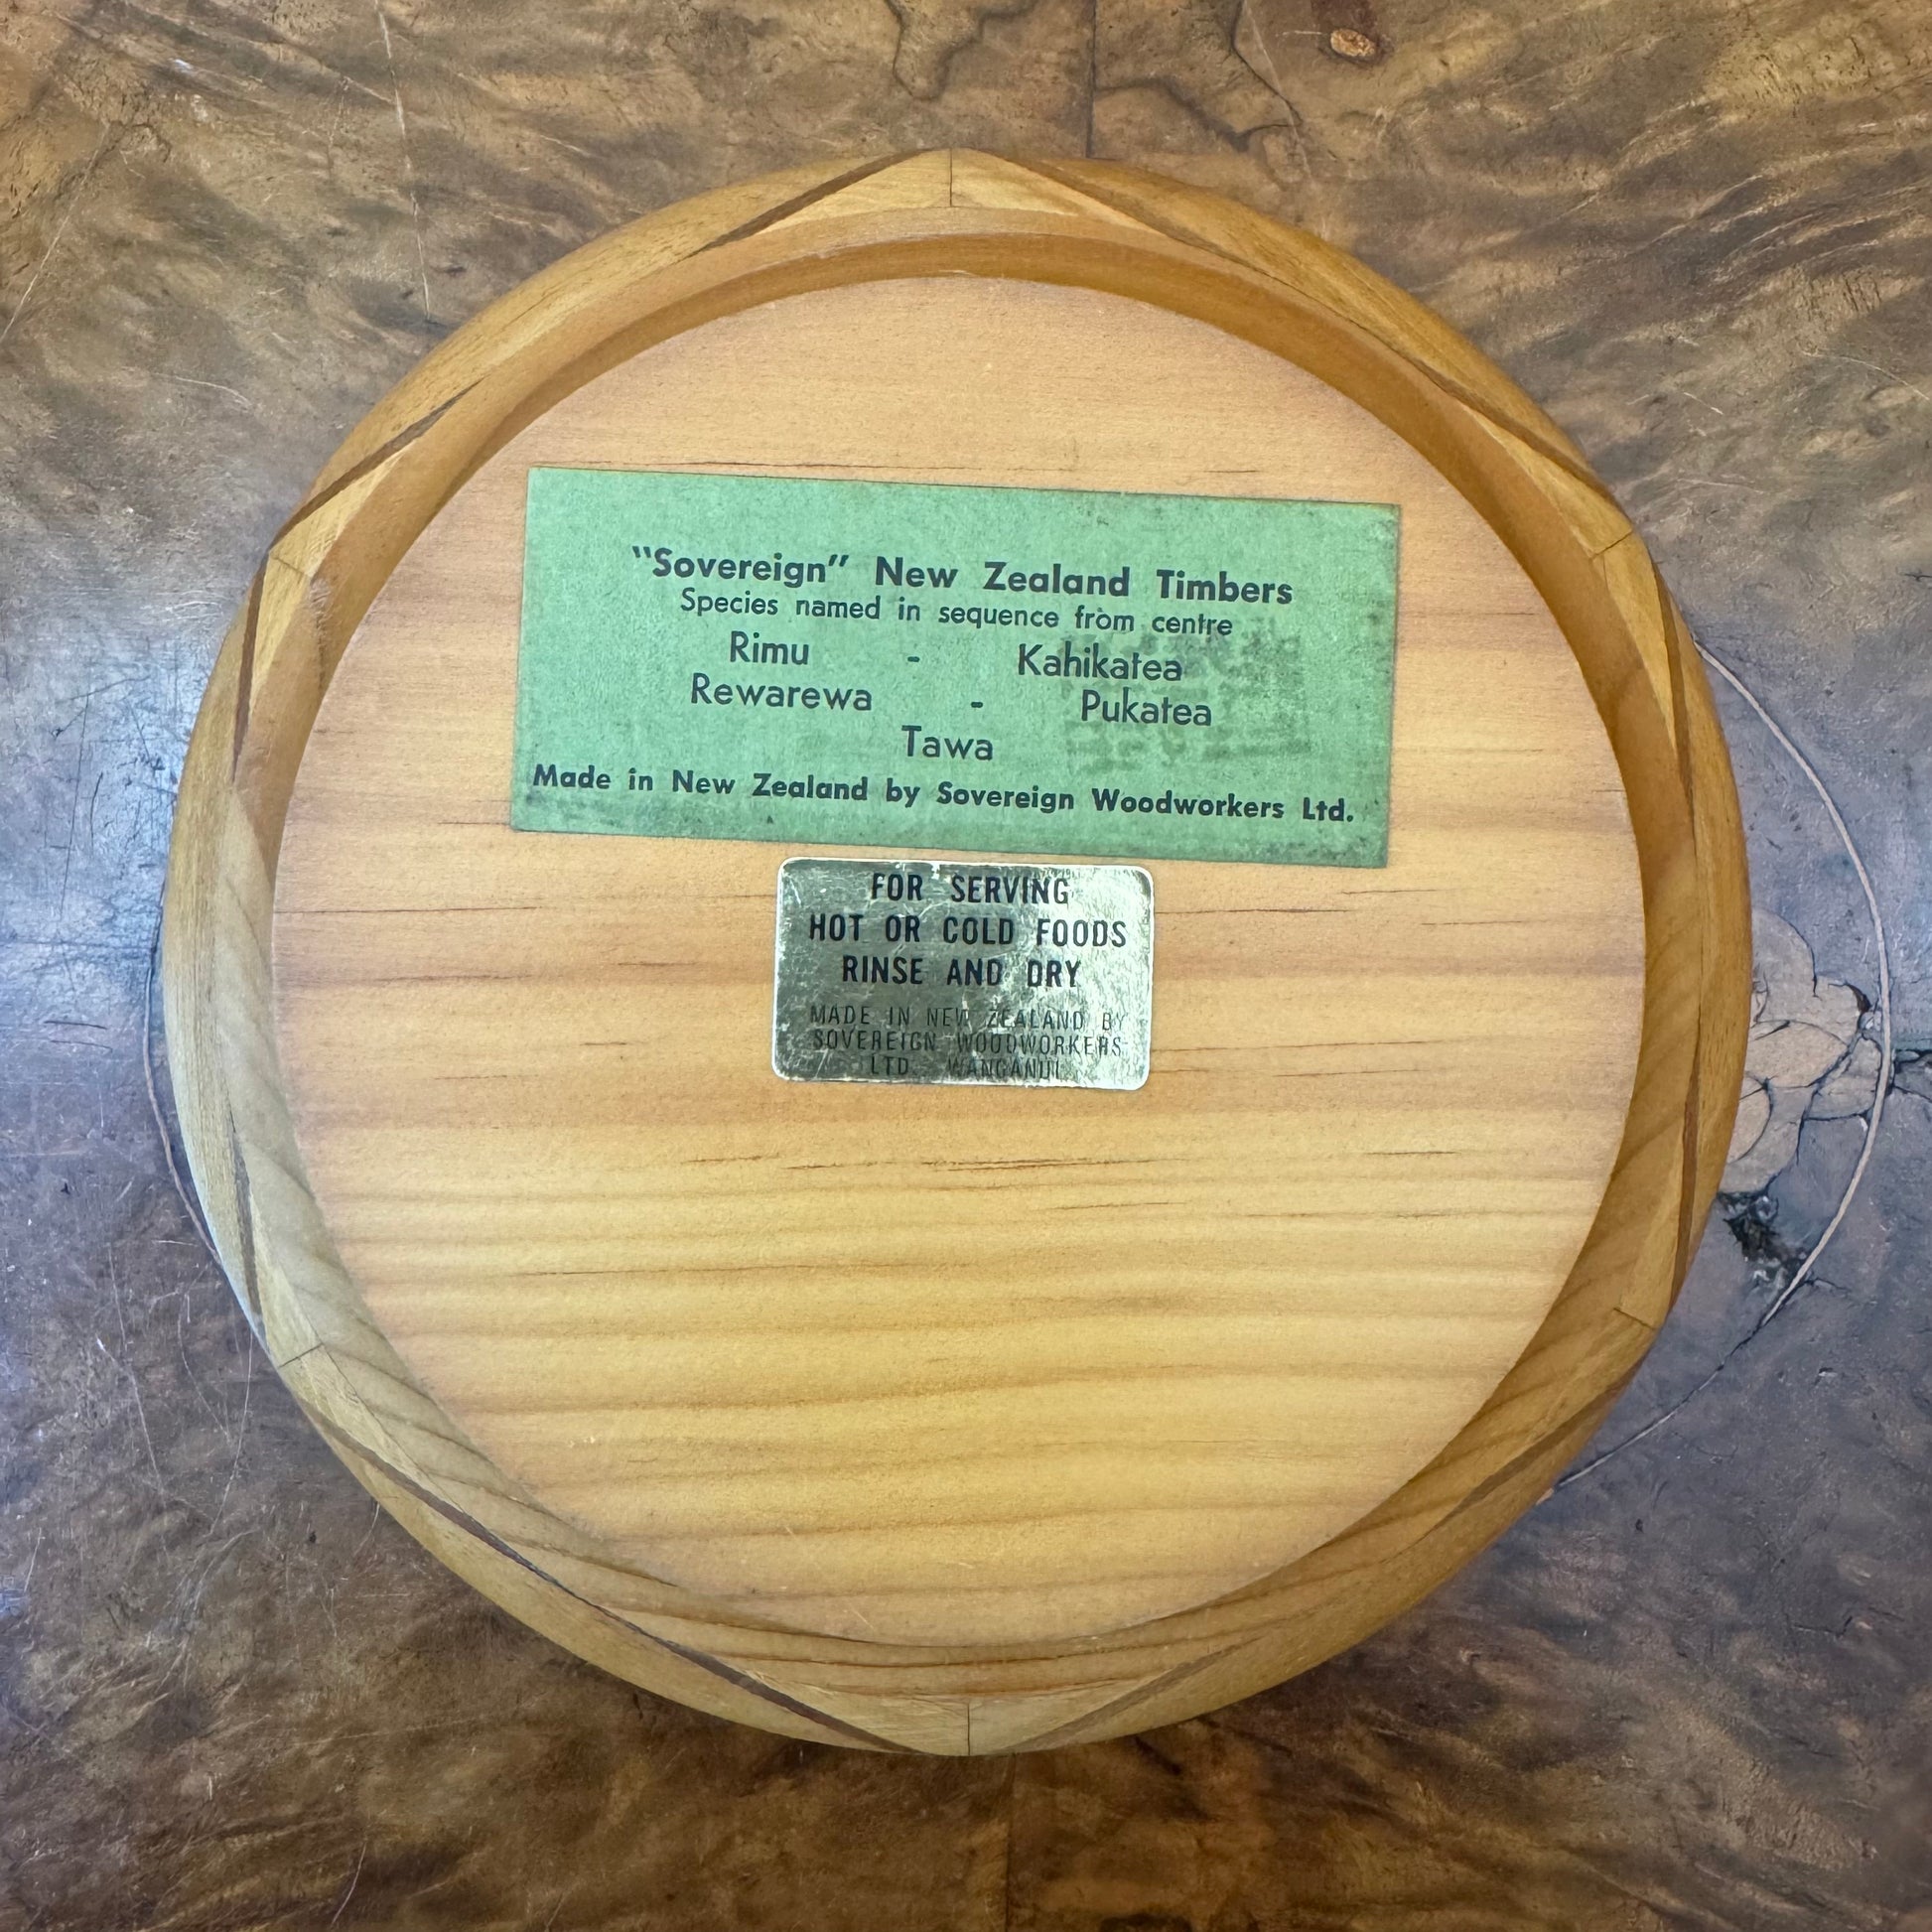 "Sovereign" New Zealand Timbers
Species named in sequence from centre
Rimu - Kahikatea
Rewarewa - Pukatea
Tawa
Made in New Zealand by Sovereign Woodworkers Ltd.
FOR SERVING
HOT OR COLD FOODS
RINSE AND DRY
MADE IN NEW ZEALAND BY
SOVEREIGN WOODWORKERS
LTD. WANGANUI